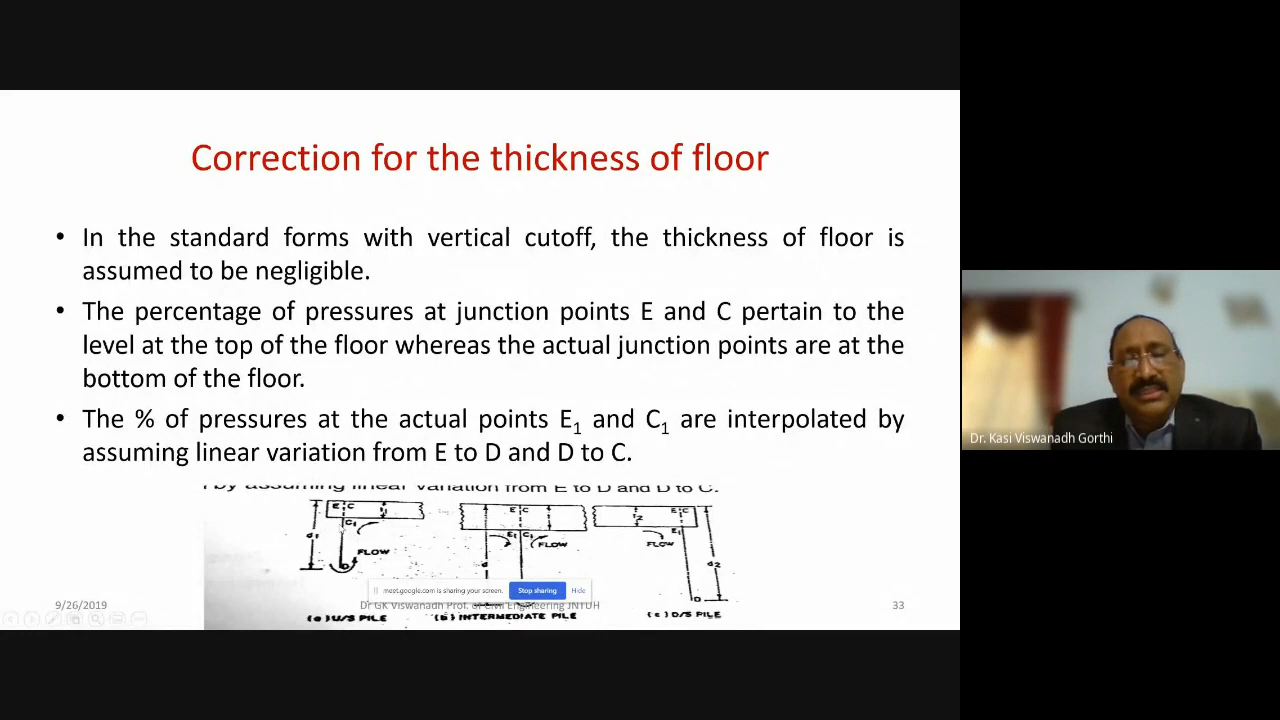 Correction for the thickness of floor
• In the standard forms with vertical cutoff, the thickness of floor is
assumed to be negligible.
• The percentage of pressures at junction points E and C pertain to the
level at the top of the floor whereas the actual junction points are at the
bottom of the floor.
• The % of pressures at the actual points E1 and C1 are interpolated by
assuming linear variation from E to D and D to C.
by assuming linear variation from E to D and D to C.
E C
C1
d1
FLOW
D
(a) U/S PILE
E C
E1 C1
FLOW
d
(b) INTERMEDIATE PILE
E C
E1
FLOW
d2
D
(c) D/S PILE
meet.google.com is sharing your screen.
Stop sharing
Hide
9/26/2019
Dr GK Viswanadh Prof. of Civil Engineering JNTUH
33
Dr. Kasi Viswanadh Gorthi